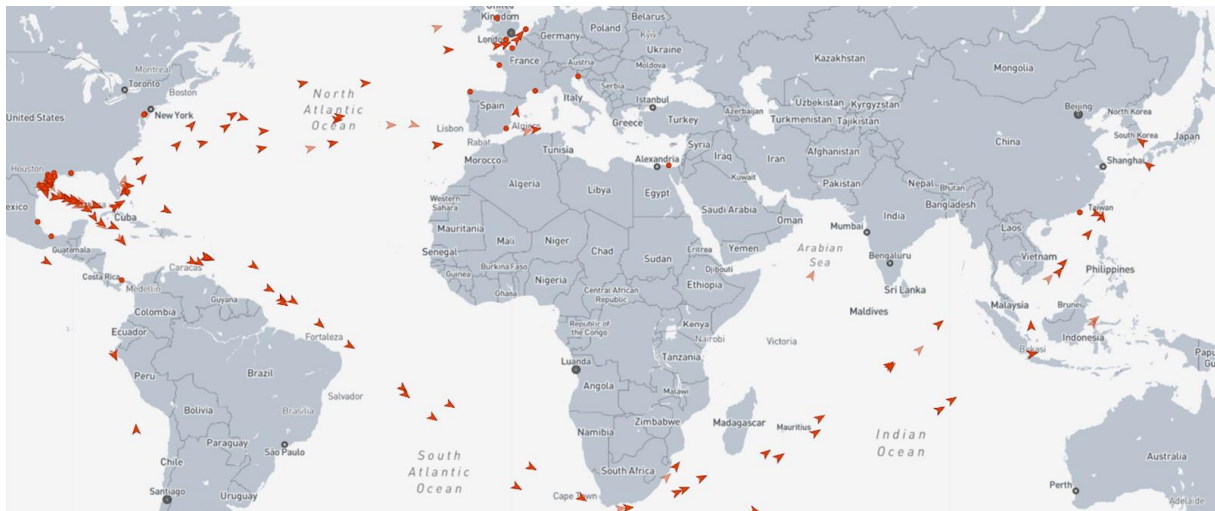 United
Kingdom
London
Belarus
Poland
Kyiv
Germany
Ukraine
Kazakhstan
Mongolia
Montreal
Toronto
Boston
France
Austria
Moldova
Serbia
North
Atlantic
Ocean
United States
New York
Spain
Italy
Istanbul
Azerbaijan
Uzbekistan
Kyrgyzstan
Beijing
North Korea
Lisbon
Algiers
Greece
Turkey
Turkmenistan
Tajikistan
South Korea
Japan
Rabat
Tunisia
Syria
China
Houston
Morocco
Alexandria
Iraq
Iran
Afghanistan
Shanghai
Algeria
Libya
Egypt
Kuwait
Pakistan
Nepal
Bhutan
Western
Sahara
Saudi Arabia
Bangladesh
Taiwan
exico
Cuba
Mauritania
Oman
Mumbai
India
Laos
Guatemala
Mali
Niger
Chad
Sudan
Eritrea
Yemen
Arabian
Sea
Bengaluru
Vietnam
Philippines
Caracas
Senegal
Burkina Faso
Djibouti
Costa Rica
Medellín
Guinea
Ghana
Nigeria
Central African
Republic
Ethiopia
Sri Lanka
Guyana
Colombia
Maldives
Malaysia
Brunei
Ecuador
Fortaleza
Republic of
the Congo
Kenya
Nairobi
Victoria
Indonesia
Bekasi
Papu
Gu
Tanzania
Luanda
Peru
Brazil
Angola
Malawi
Salvador
Bolivia
Brasília
Zimbabwe
Madagascar
Mauritius
Namibia
Indian
Ocean
Paraguay
São Paulo
South
Atlantic
Ocean
Chile
South Africa
Australia
Santiago
Uruguay
Cape Town
Perth
Adelaide